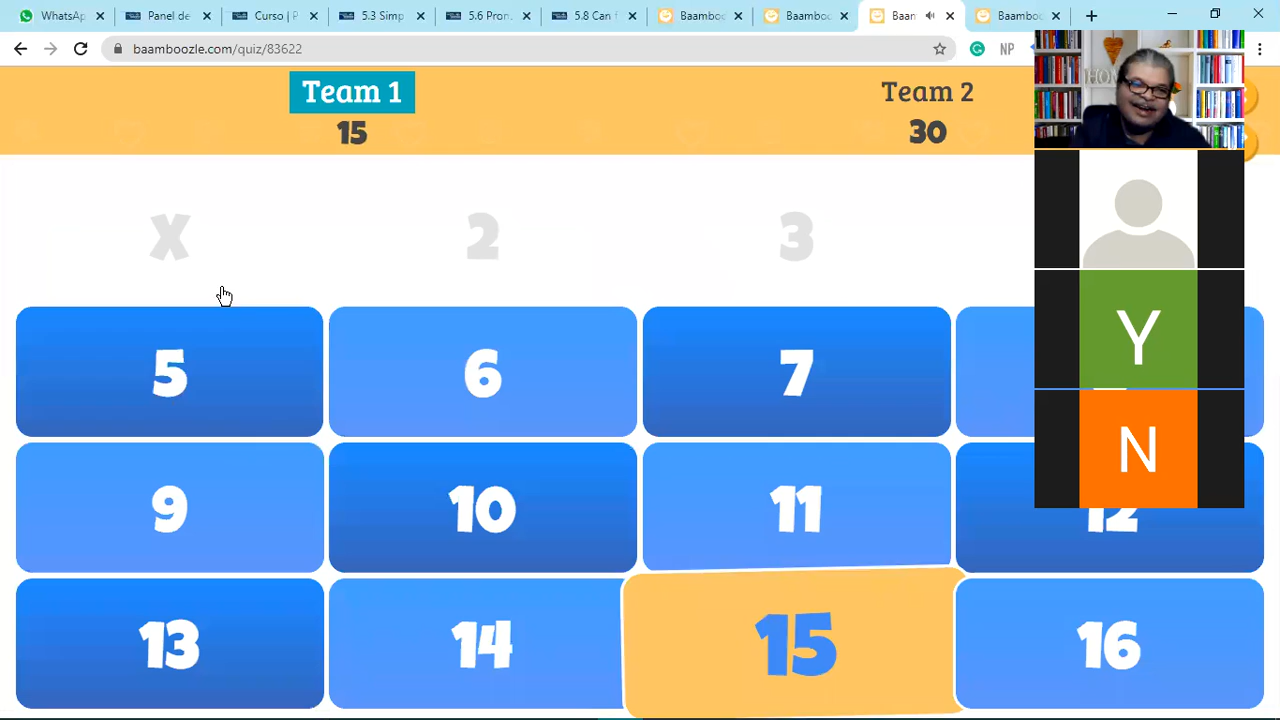 WhatsAp
Panel de
Curso | P
5.3 Simp
5.6 Pron
5.8 Can f
Baamboo
Baamboo
Baam
Baamboo
baamboozle.com/quiz/83622
NP
Team 1
Team 2
15
30
X
2
3
5
6
7
Y
9
10
11
12
N
13
14
15
16